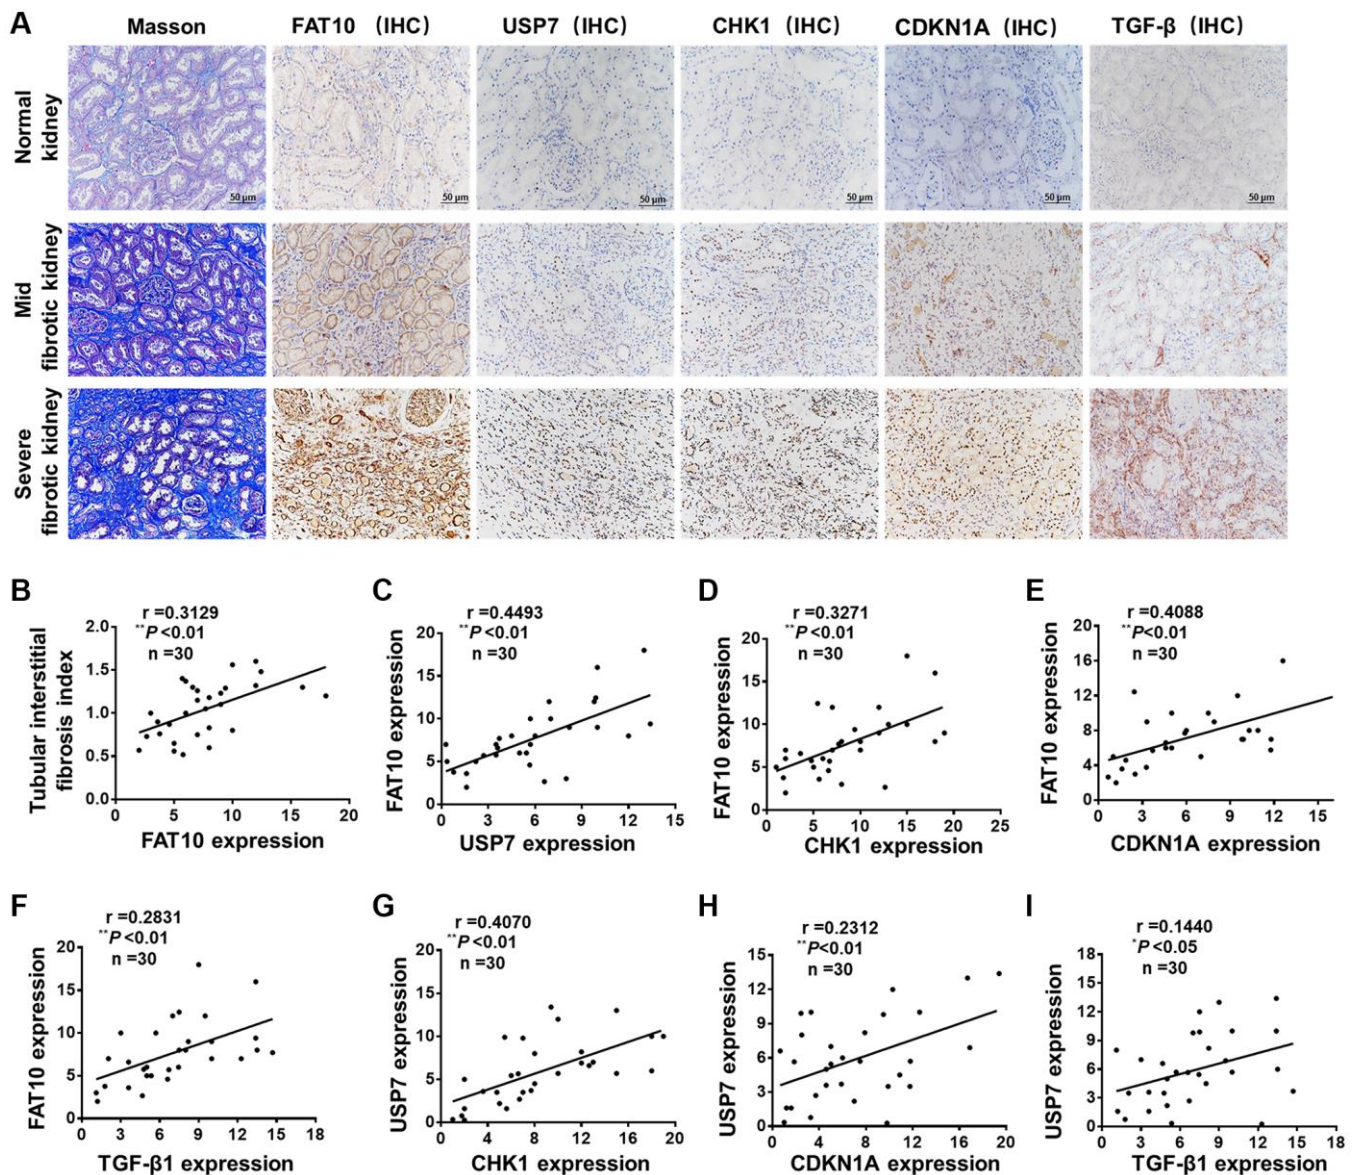 A
Masson
FAT10 (IHC)
USP7 (IHC)
CHK1 (IHC)
CDKN1A (IHC)
TGF-β (IHC)
Normal
kidney
50 μm
50 μm
50 μm
50 μm
50 μm
50 μm
Mid
fibrotic kidney
Severe
fibrotic kidney
B
r =0.3129
**P<0.01
n =30
Tubular interstitial
fibrosis index
2.0
1.5
1.0
0.5
0.0
0 5 10 15 20
FAT10 expression
C
r =0.4493
**P<0.01
n =30
FAT10 expression
20
15
10
5
0
0 3 6 9 12 15
USP7 expression
D
r =0.3271
**P<0.01
n =30
FAT10 expression
20
15
10
5
0
0 5 10 15 20 25
CHK1 expression
E
r =0.4088
**P<0.01
n =30
FAT10 expression
20
16
12
8
4
0
0 3 6 9 12 15
CDKN1A expression
F
r =0.2831
**P<0.01
n =30
FAT10 expression
20
15
10
5
0
0 3 6 9 12 15 18
TGF-β1 expression
G
r =0.4070
**P<0.01
n =30
USP7 expression
20
15
10
5
0
0 4 8 12 16 20
CHK1 expression
H
r =0.2312
**P<0.01
n =30
USP7 expression
15
12
9
6
3
0
0 4 8 12 16 20
CDKN1A expression
I
r =0.1440
*P<0.05
n =30
USP7 expression
18
15
12
9
6
3
0
0 3 6 9 12 15 18
TGF-β1 expression